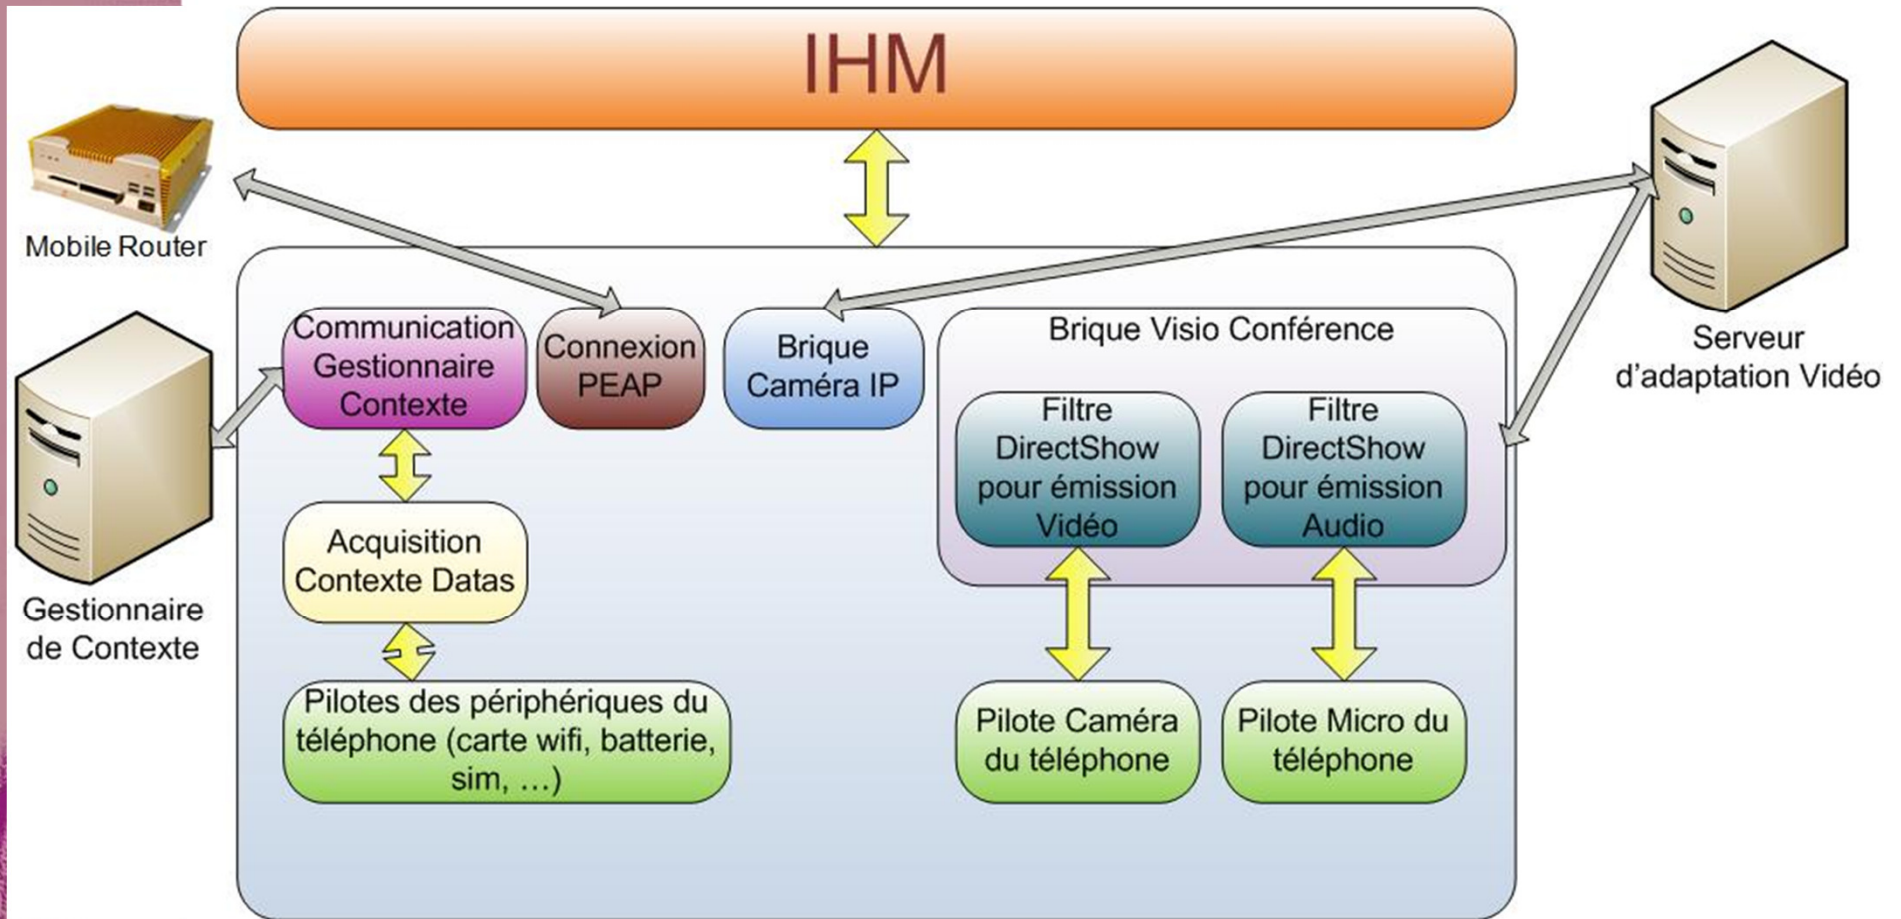 IHM
Mobile Router
Communication
Gestionnaire
Contexte
Connexion
PEAP
Brique
Caméra IP
Brique Visio Conférence
Filtre
DirectShow
pour émission
Vidéo
Filtre
DirectShow
pour émission
Audio
Serveur
d’adaptation Vidéo
Acquisition
Contexte Datas
Gestionnaire
de Contexte
Pilotes des périphériques du
téléphone (carte wifi, batterie,
sim, …)
Pilote Caméra
du téléphone
Pilote Micro du
téléphone